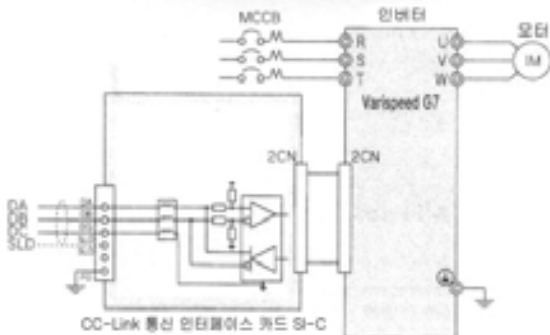 MCCB
인버터
모터
R
S
T
U
V
W
IM
Varispeed G7
2CN
2CN
DA
DB
DC
SLD
CC-Link 통신 인터페이스 카드 SI-C